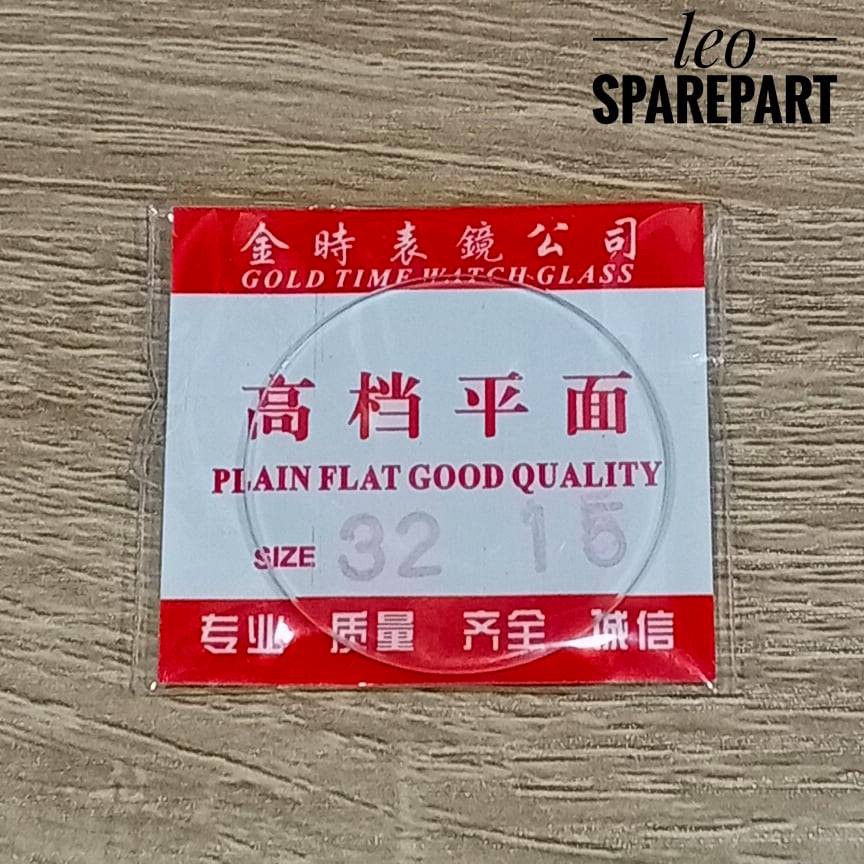 leo
SPAREPART
金時表鏡公司
GOLD TIME WATCH-GLASS
高档平面
PLAIN FLAT GOOD QUALITY
SIZE 32 15
专业 质量 齐全 诚信